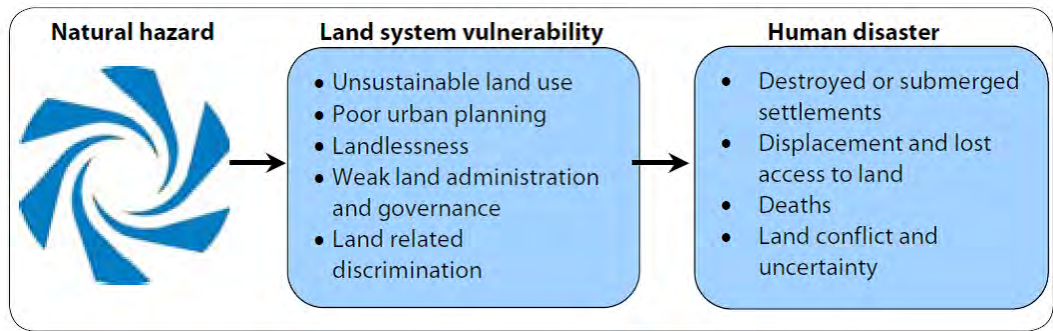 Natural hazard
Land system vulnerability
• Unsustainable land use
• Poor urban planning
• Landlessness
• Weak land administration
and governance
• Land related
discrimination
Human disaster
• Destroyed or submerged
settlements
• Displacement and lost
access to land
• Deaths
• Land conflict and
uncertainty